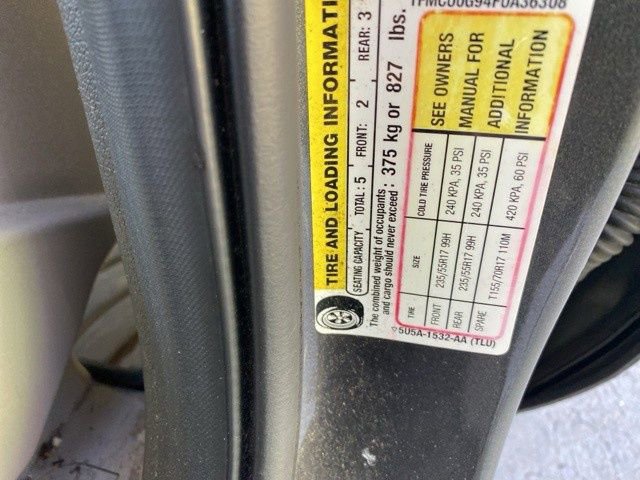 1FMCU0G94FUA38308
TIRE AND LOADING INFORMATI
SEATING CAPACITY TOTAL: 5 FRONT: 2 REAR: 3
The combined weight of occupants
and cargo should never exceed: 375 kg or 827 lbs.
TIRE SIZE COLD TIRE PRESSURE
FRONT 235/55R17 99H 240 KPA, 35 PSI
REAR 235/55R17 99H 240 KPA, 35 PSI
SPARE T155/70R17 110M 420 KPA, 60 PSI
SEE OWNERS
MANUAL FOR
ADDITIONAL
INFORMATION
5U5A-1532-AA (TLU)